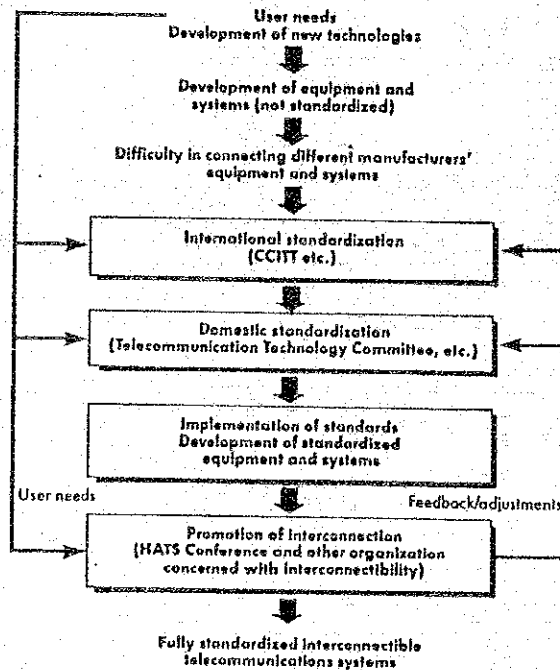 User needs
Development of new technologies
Development of equipment and
systems (not standardized)
Difficulty in connecting different manufacturers'
equipment and systems
International standardization
(CCITT etc.)
Domestic standardization
(Telecommunication Technology Committee, etc.)
Implementation of standards
Development of standardized
equipment and systems
User needs
Feedback/adjustments
Promotion of interconnection
(HATS Conference and other organization
concerned with interconnectibility)
Fully standardized interconnectible
telecommunications systems